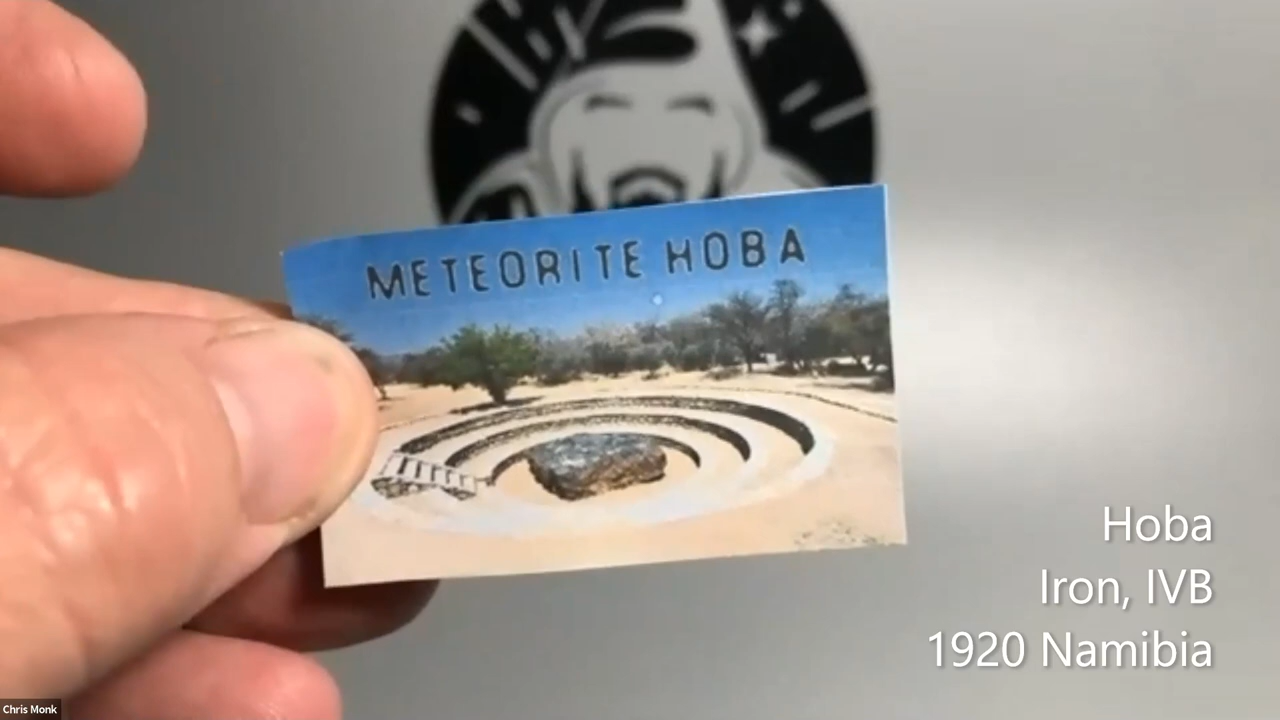 METEORITE HOBA
Hoba
Iron, IVB
1920 Namibia
Chris Monk